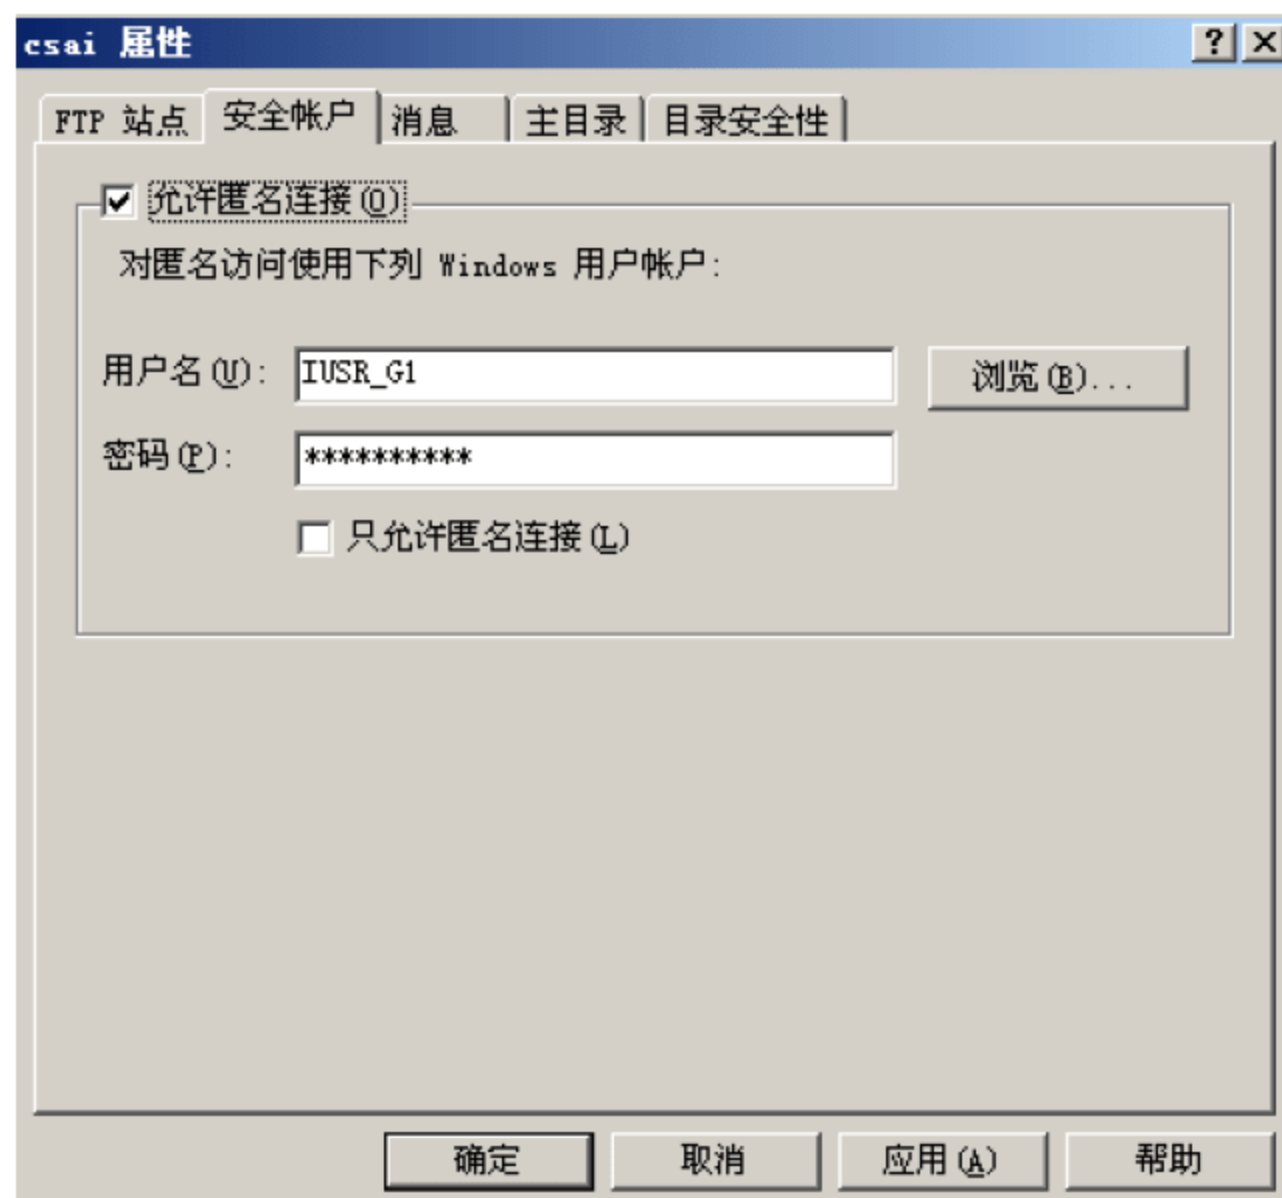 csai 属性
FTP 站点 安全帐户 消息 主目录 目录安全性
允许匿名连接(O)
对匿名访问使用下列 Windows 用户帐户:
用户名(U): IUSR_G1 浏览(B)...
密码(P): **********
只允许匿名连接(L)
确定 取消 应用(A) 帮助